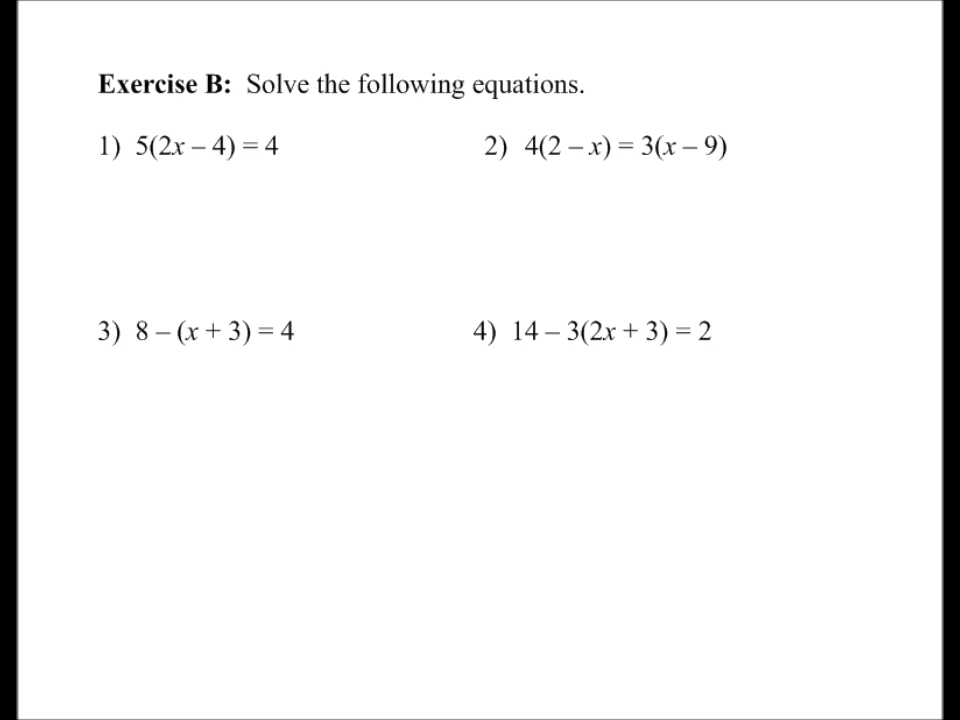 Exercise B:  Solve the following equations.
1)  5(2x – 4) = 4
2)  4(2 – x) = 3(x – 9)
3)  8 – (x + 3) = 4
4)  14 – 3(2x + 3) = 2